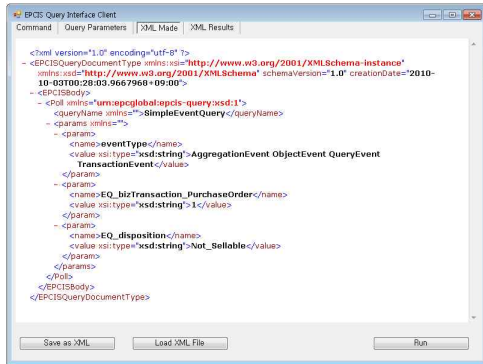 EPCIS Query Interface Client
Command Query Parameters XML Made XML Results
<?xml version="1.0" encoding="utf-8" ?>
- <EPCISQueryDocumentType xmlns:xsi="http://www.w3.org/2001/XMLSchema-instance"
xmlns:xsd="http://www.w3.org/2001/XMLSchema" schemaVersion="1.0" creationDate="2010-
10-03T00:28:03.9667968+09:00">
- <EPCISBody>
- <Poll xmlns="urn:epcglobal:epcis-query:xsd:1">
<queryName xmlns="">SimpleEventQuery</queryName>
- <params xmlns="">
- <param>
<name>eventType</name>
<value xsi:type="xsd:string">AggregationEvent ObjectEvent QueryEvent
TransactionEvent</value>
</param>
- <param>
<name>EQ_bizTransaction_PurchaseOrder</name>
<value xsi:type="xsd:string">1</value>
</param>
- <param>
<name>EQ_disposition</name>
<value xsi:type="xsd:string">Not_Sellable</value>
</param>
</params>
</Poll>
</EPCISBody>
</EPCISQueryDocumentType>
Save as XML Load XML File Run